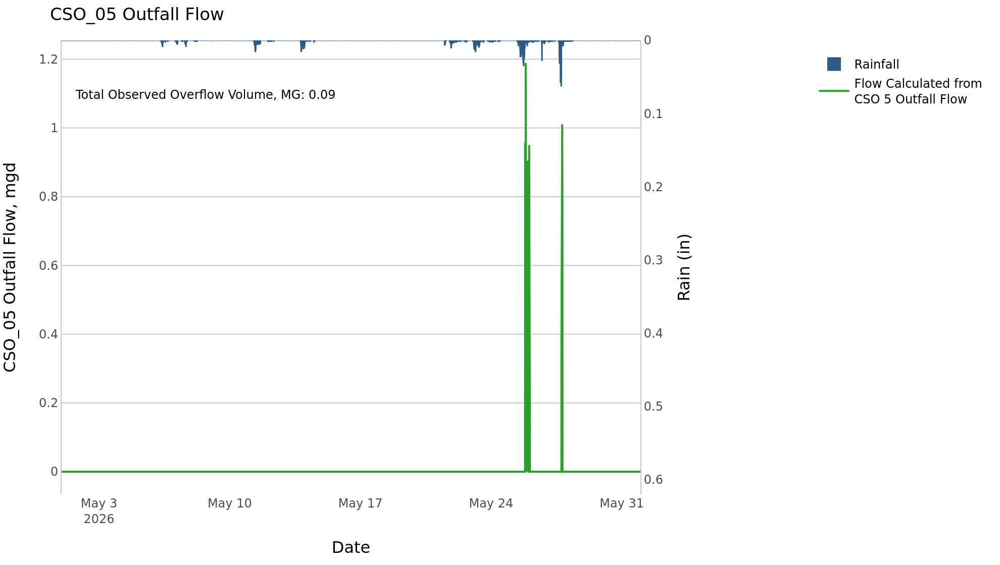 CSO_05 Outfall Flow
Total Observed Overflow Volume, MG: 0.09
CSO_05 Outfall Flow, mgd
1.2
1
0.8
0.6
0.4
0.2
0
0
0.1
0.2
0.3
0.4
0.5
0.6
Rain (in)
May 3
2026
May 10
May 17
May 24
May 31
Date
Rainfall
Flow Calculated from
CSO 5 Outfall Flow